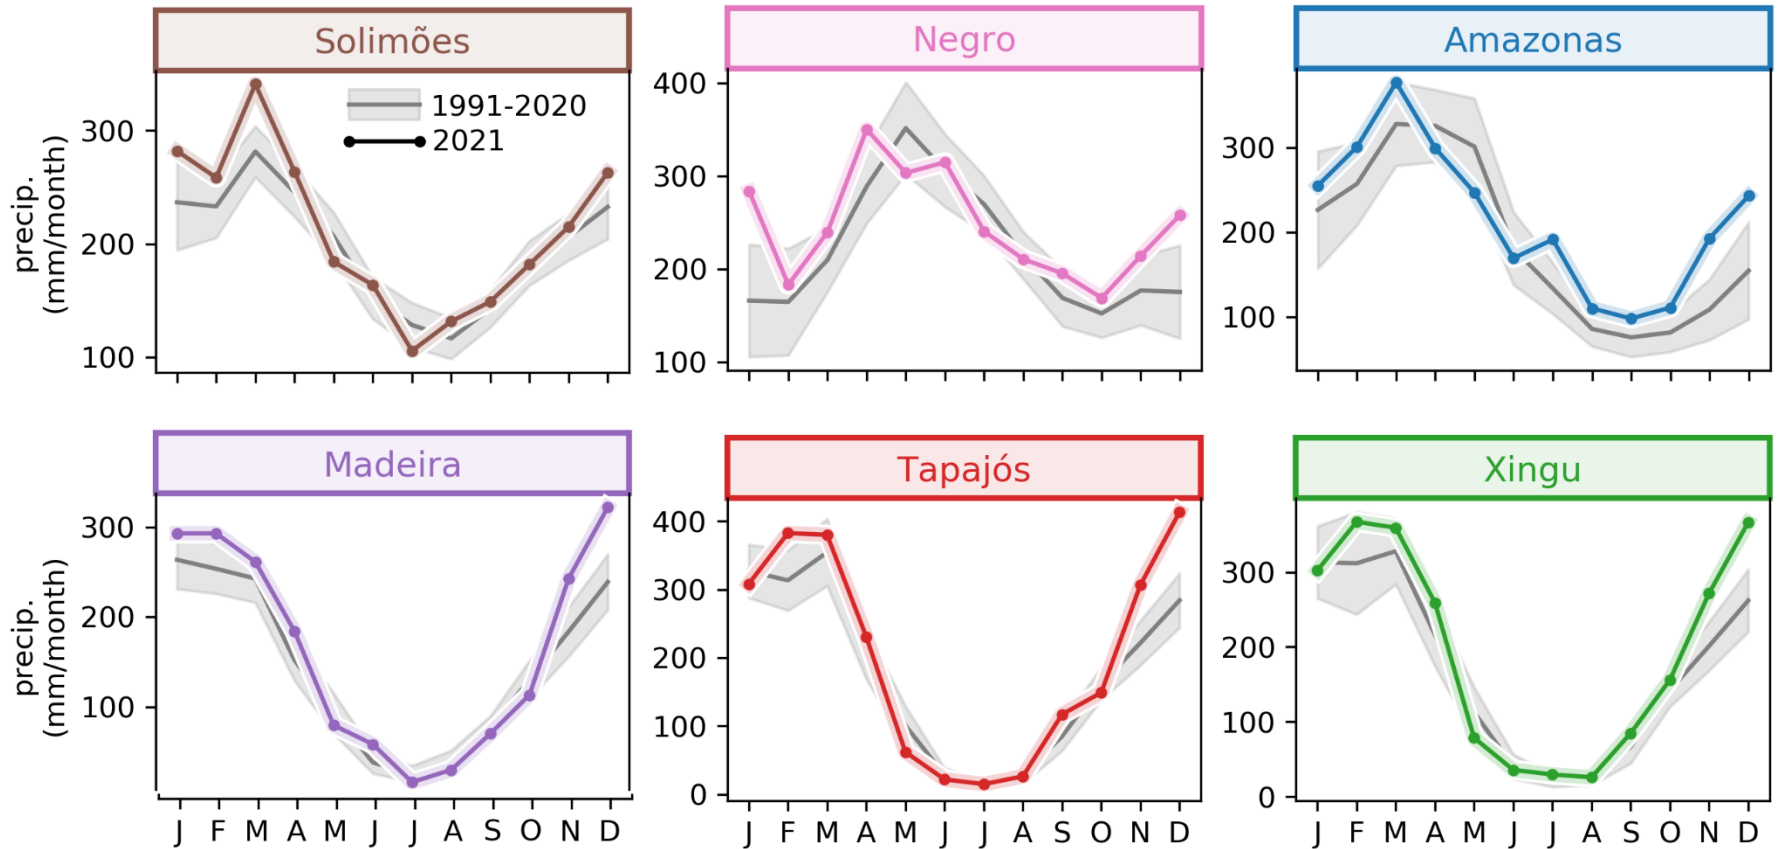 Solimões
Negro
Amazonas
precip.
(mm/month)
300
200
100
1991-2020
2021
400
300
200
100
300
200
100
Madeira
Tapajós
Xingu
precip.
(mm/month)
300
200
100
J F M A M J J A S O N D
400
300
200
100
0
J F M A M J J A S O N D
300
200
100
0
J F M A M J J A S O N D